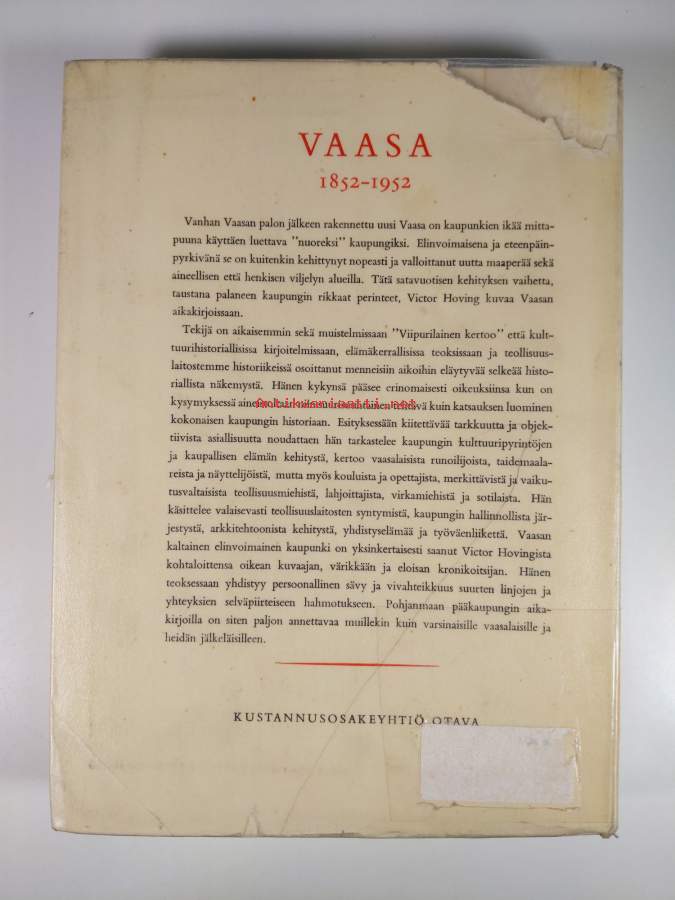 VAASA
1852–1952
Vanhan Vaasan palon jälkeen rakennettu uusi Vaasa on kaupunkien ikää mitta-
puuna käyttäen luettava "nuoreksi" kaupungiksi. Elinvoimaisena ja eteenpäin-
pyrkivänä se on kuitenkin kehittynyt nopeasti ja valloittanut uutta maaperää sekä
aineellisen että henkisen viljelyn alueilla. Tätä satavuotisen kehityksen vaihetta,
taustana palaneen kaupungin rikkaat perinteet, Victor Hoving kuvaa Vaasan
aikakirjoissaan.
Tekijä on aikaisemmin sekä muistelmissaan "Viipurilainen kertoo" että kult-
tuurihistoriallisissa kirjoitelmissaan, elämäkerrallisissa teoksissaan ja teollisuus-
laitostemme historiikeissä osoittanut menneisiin aikoihin eläytyvää selkeää histo-
riallista näkemystä. Hänen kykynsä pääsee erinomaisesti oikeuksiinsa kun on
kysymyksessä tehtävä kuin katsauksen luominen
antikvariaatti.net
kokonaisen kaupungin historiaan. Esityksessään kiitettävää tarkkuutta ja objek-
tiivista asiallisuutta noudattaen hän tarkastelee kaupungin kulttuuripyrintöjen
ja kaupallisen elämän kehitystä, kertoo vaasalaisista runoilijoista, taidemaala-
reista ja näyttelijöistä, mutta myös kouluista ja opettajista, merkittävistä ja vaiku-
tusvaltaisista teollisuusmiehistä, lahjoittajista, virkamiehistä ja sotilaista. Hän
käsittelee valaisevasti teollisuuslaitosten syntymistä, kaupungin hallinnollista jär-
jestystä, arkkitehtoonista kehitystä, yhdistyselämää ja työväenliikettä. Vaasan
kaltainen elinvoimainen kaupunki on yksinkertaisesti saanut Victor Hovingista
kohtaloittensa oikean kuvaajan, värikkään ja eloisan kronikoitsijan. Hänen
teoksessaan yhdistyy persoonallinen sävy ja vivahteikkuus suurten linjojen ja
yhteyksien selväpiirteiseen hahmotukseen. Pohjanmaan pääkaupungin aika-
kirjoilla on siten paljon annettavaa muillekin kuin varsinaisille vaasalaisille ja
heidän jälkeläisilleen.
KUSTANNUSOSAKEYHTIÖ OTAVA